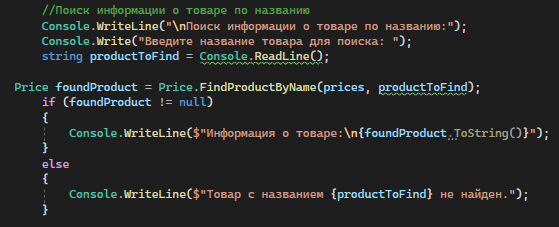 //Поиск информации о товаре по названию
Console.WriteLine("\nПоиск информации о товаре по названию:");
Console.Write("Введите название товара для поиска: ");
string productToFind = Console.ReadLine();
Price foundProduct = Price.FindProductByName(prices, productToFind);
if (foundProduct != null)
{
Console.WriteLine($"Информация о товаре:\n{foundProduct.ToString()}");
}
else
{
Console.WriteLine($"Товар с названием {productToFind} не найден.");
}